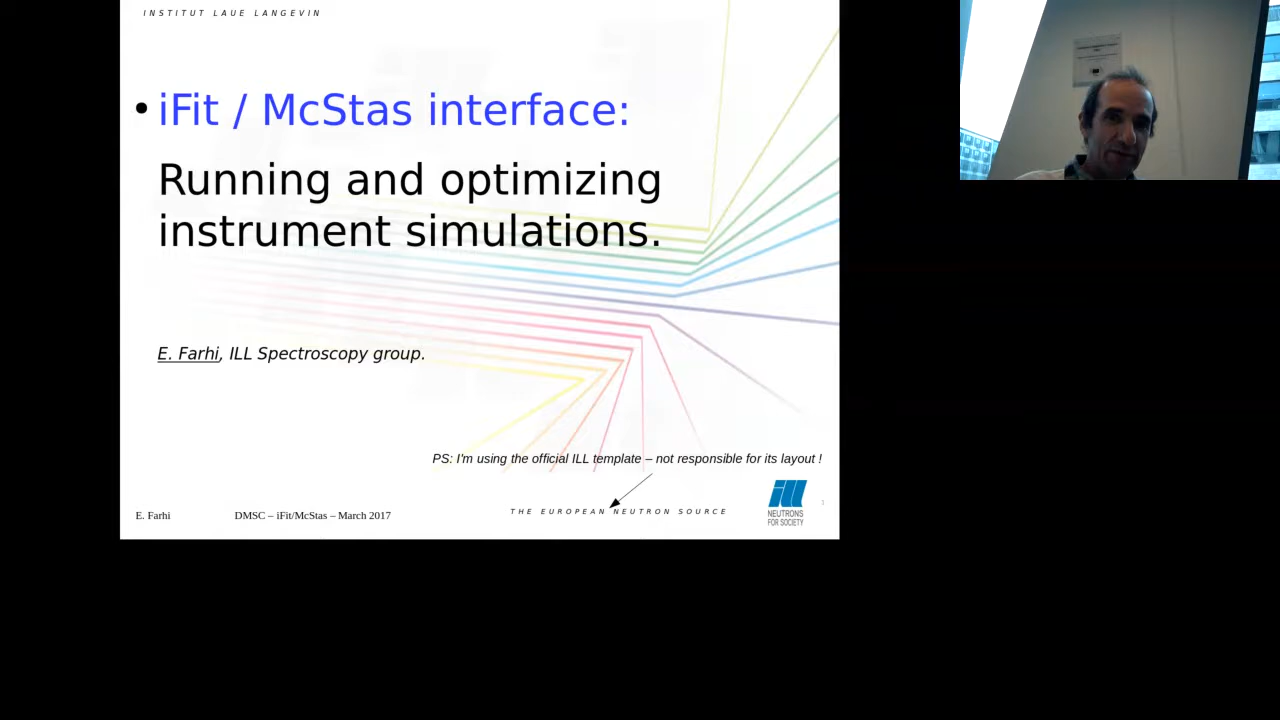 INSTITUT LAUE LANGEVIN
• iFit / McStas interface:
Running and optimizing
instrument simulations.
E. Farhi, ILL Spectroscopy group.
PS: I'm using the official ILL template – not responsible for its layout !
E. Farhi
DMSC – iFit/McStas – March 2017
THE EUROPEAN NEUTRON SOURCE
ill
NEUTRONS
FOR SOCIETY